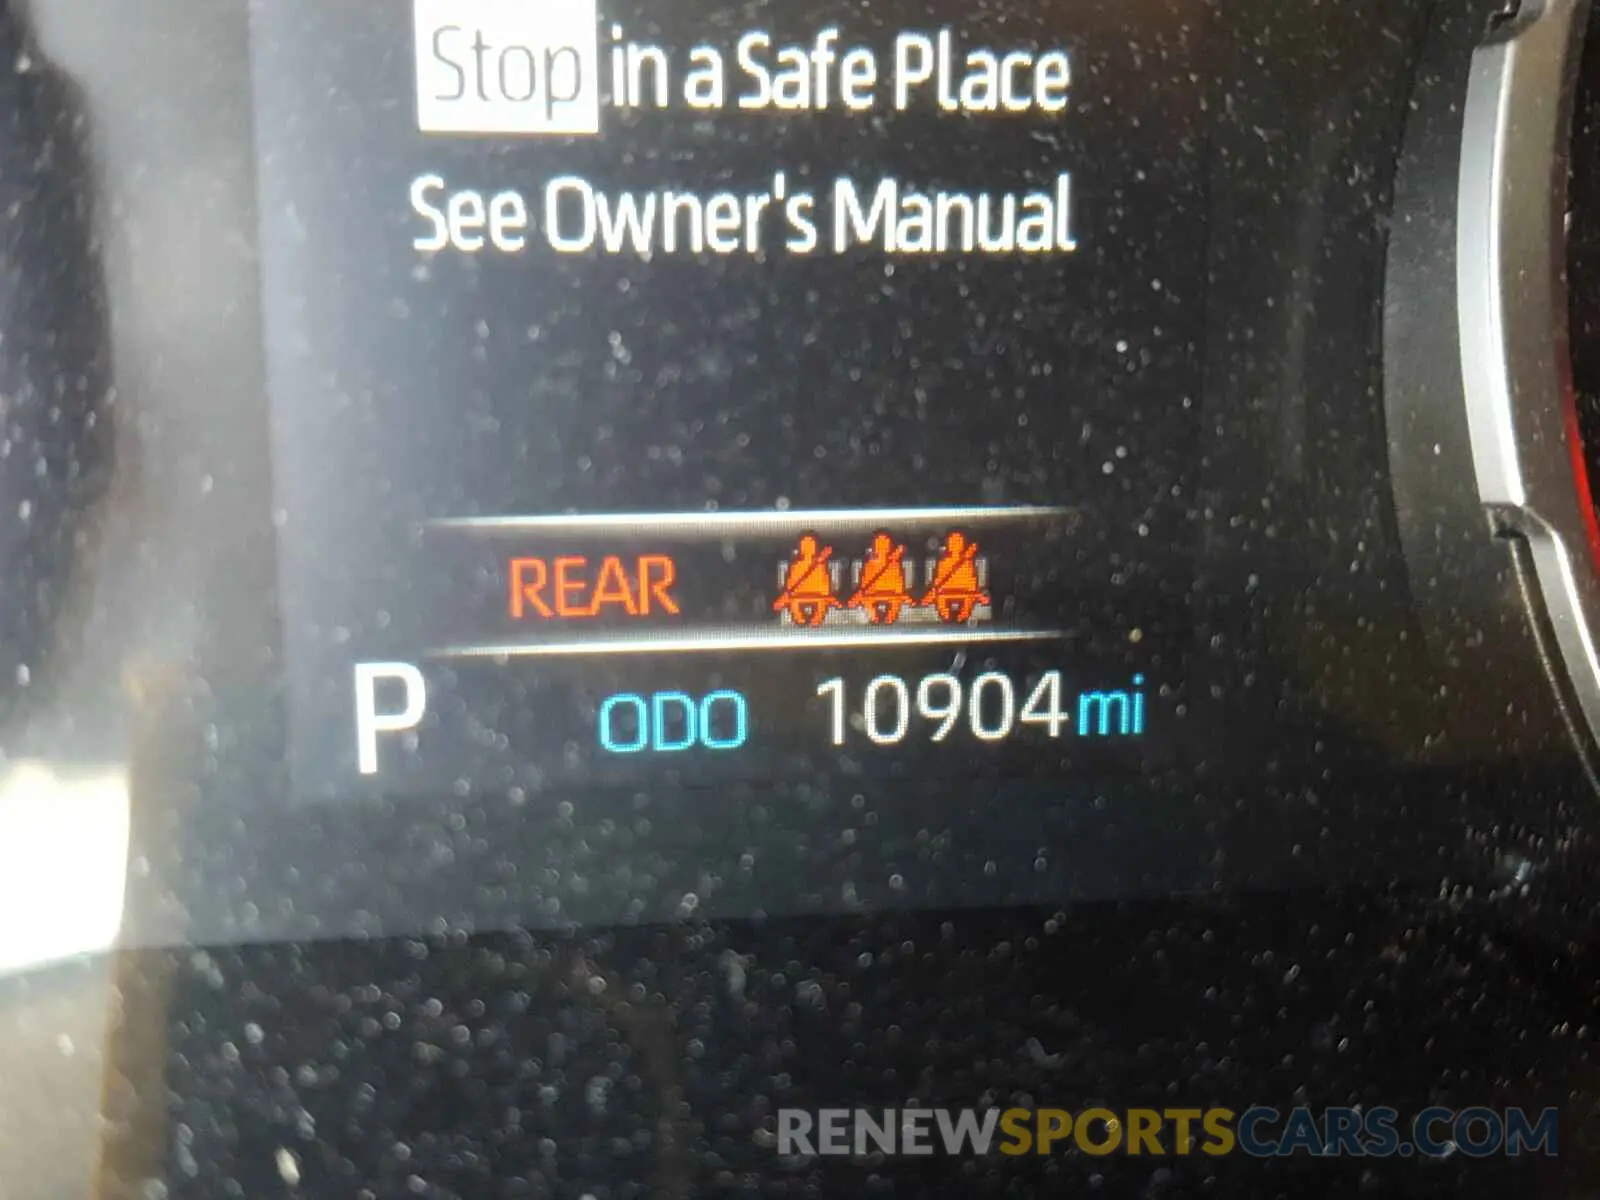 Stop in a Safe Place
See Owner's Manual
REAR
P ODO 10904 mi
RENEWSPORTSCARS.COM